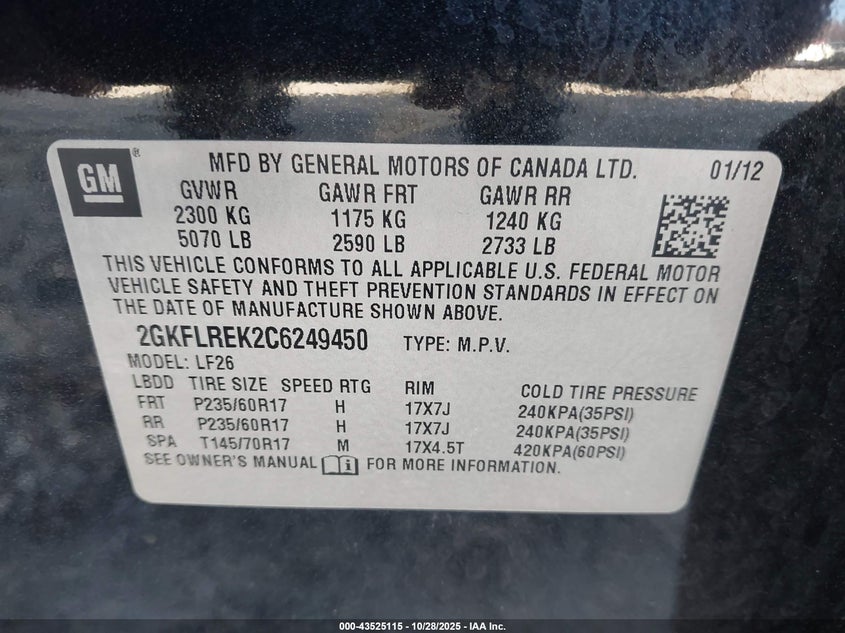 GM ®
MFD BY GENERAL MOTORS OF CANADA LTD. 01/12
GVWR GAWR FRT GAWR RR
2300 KG 1175 KG 1240 KG
5070 LB 2590 LB 2733 LB
THIS VEHICLE CONFORMS TO ALL APPLICABLE U.S. FEDERAL MOTOR
VEHICLE SAFETY AND THEFT PREVENTION STANDARDS IN EFFECT ON
THE DATE OF MANUFACTURE SHOWN ABOVE.
2GKFLREK2C6249450 TYPE: M.P.V.
MODEL: LF26
LBDD TIRE SIZE SPEED RTG RIM COLD TIRE PRESSURE
FRT P235/60R17 H 17X7J 240KPA(35PSI)
RR P235/60R17 H 17X7J 240KPA(35PSI)
SPA T145/70R17 M 17X4.5T 420KPA(60PSI)
SEE OWNER'S MANUAL i FOR MORE INFORMATION.
000-43525115 - 10/28/2025 - IAA Inc.